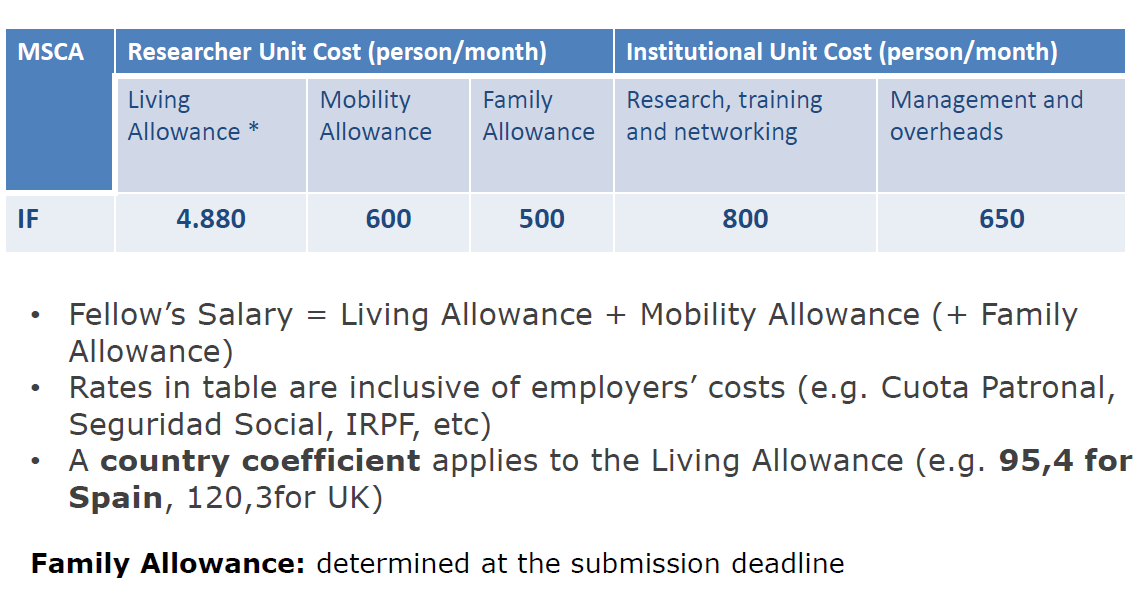 MSCA Researcher Unit Cost (person/month) Institutional Unit Cost (person/month)
Living Allowance * Mobility Allowance Family Allowance Research, training and networking Management and overheads
IF 4.880 600 500 800 650
• Fellow’s Salary = Living Allowance + Mobility Allowance (+ Family
Allowance)
• Rates in table are inclusive of employers’ costs (e.g. Cuota Patronal,
Seguridad Social, IRPF, etc)
• A country coefficient applies to the Living Allowance (e.g. 95,4 for
Spain, 120,3for UK)
Family Allowance: determined at the submission deadline